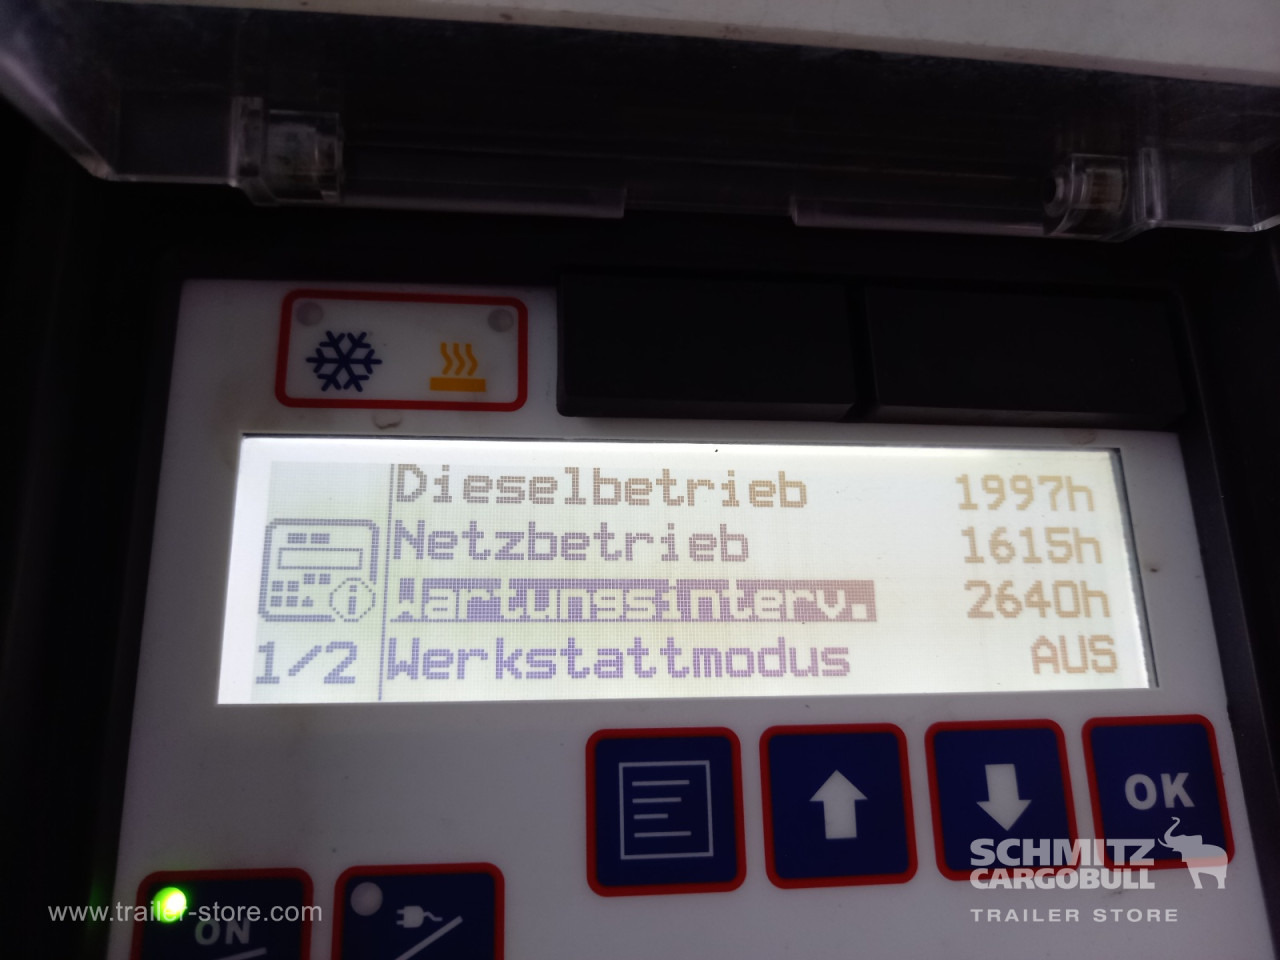 Dieselbetrieb 1997h
Netzbetrieb 1615h
Wartungsinterv. 2640h
1/2 Werkstattmodus AUS
OK
SCHMITZ
CARGOBULL
TRAILER STORE
www.trailer-store.com
ON